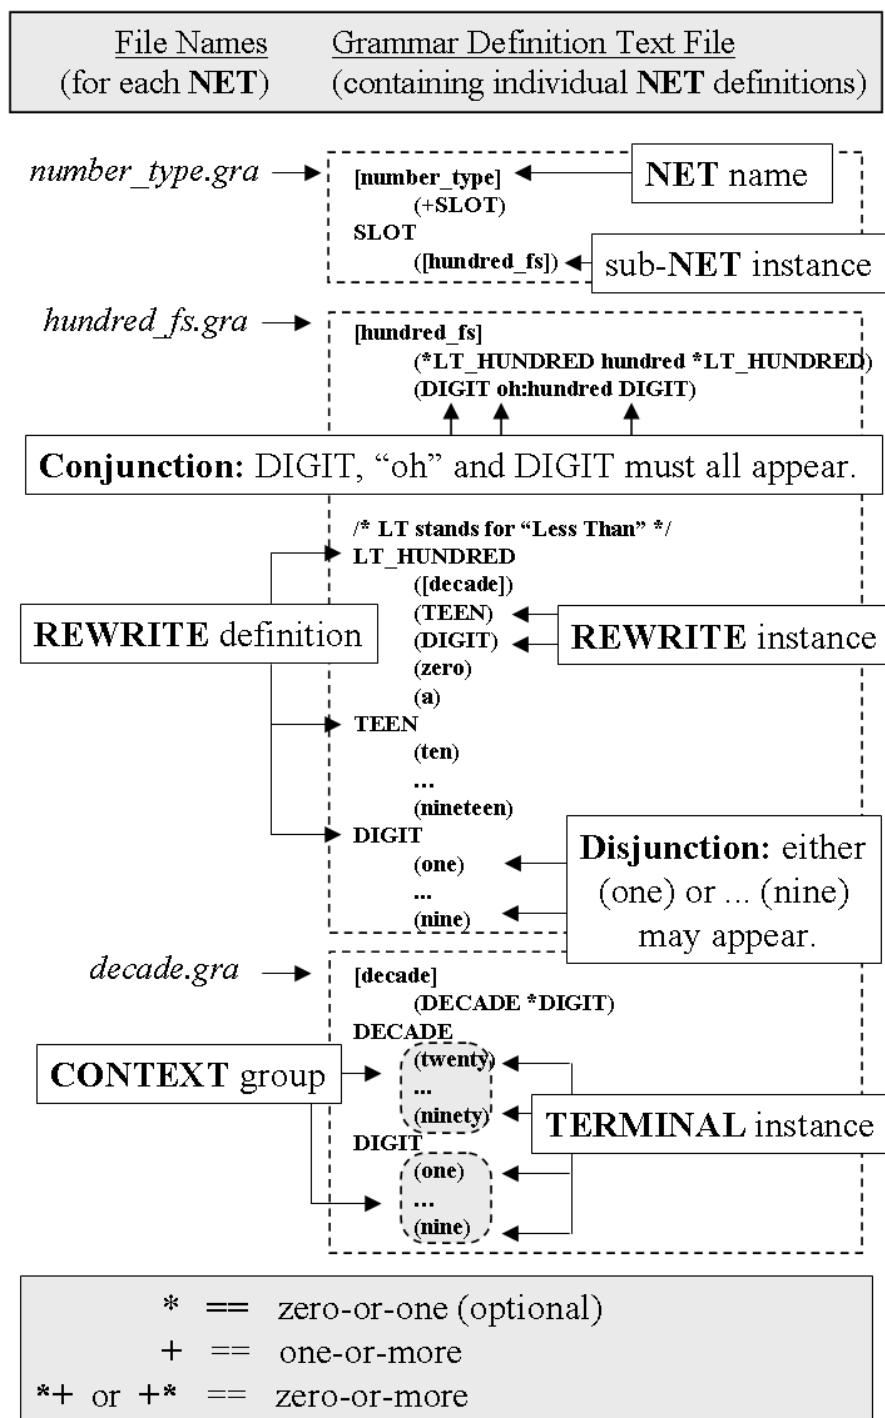 File Names Grammar Definition Text File
(for each NET) (containing individual NET definitions)
number_type.gra
[number_type]
NET name
(+SLOT)
SLOT
([hundred_fs])
sub-NET instance
hundred_fs.gra
[hundred_fs]
(*LT_HUNDRED hundred *LT_HUNDRED)
(DIGIT oh:hundred DIGIT)
Conjunction: DIGIT, “oh” and DIGIT must all appear.
/* LT stands for “Less Than” */
LT_HUNDRED
([decade])
(TEEN)
(DIGIT)
REWRITE definition
REWRITE instance
(zero)
(a)
TEEN
(ten)
...
(nineteen)
DIGIT
(one)
...
(nine)
Disjunction: either
(one) or ... (nine)
may appear.
decade.gra
[decade]
(DECADE *DIGIT)
DECADE
(twenty)
...
(ninety)
CONTEXT group
TERMINAL instance
DIGIT
(one)
...
(nine)
* == zero-or-one (optional)
+ == one-or-more
*+ or +* == zero-or-more